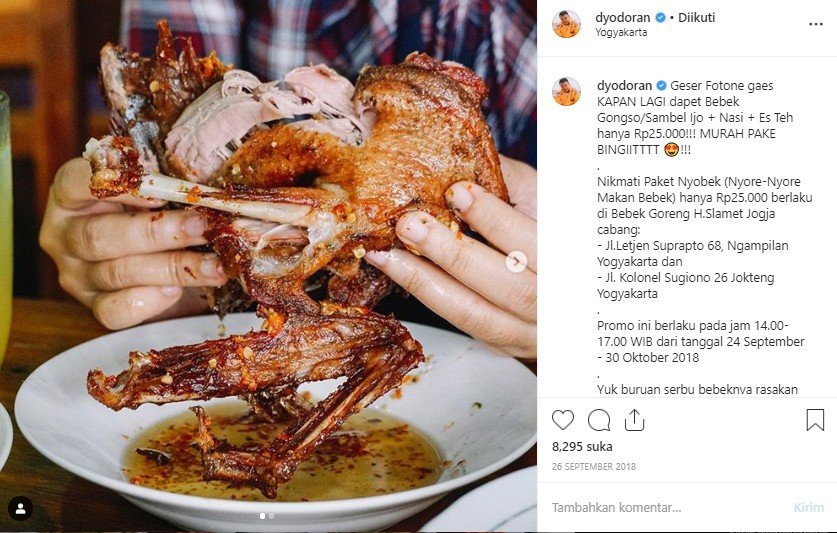 dyodoran • Diikuti
Yogyakarta
dyodoran Geser Fotone gaes
KAPAN LAGI dapet Bebek
Gongso/Sambel Ijo + Nasi + Es Teh
hanya Rp25.000!!! MURAH PAKE
BINGIITTTT 😍!!!
.
Nikmati Paket Nyobek (Nyore-Nyore
Makan Bebek) hanya Rp25.000 berlaku
di Bebek Goreng H.Slamet Jogja
cabang:
- Jl.Letjen Suprapto 68, Ngampilan
Yogyakarta dan
- Jl. Kolonel Sugiono 26 Jokteng
Yogyakarta
.
Promo ini berlaku pada jam 14.00-
17.00 WIB dari tanggal 24 September
- 30 Oktober 2018
.
Yuk buruan serbu bebeknya rasakan
8,295 suka
26 SEPTEMBER 2018
Tambahkan komentar...
Kirim